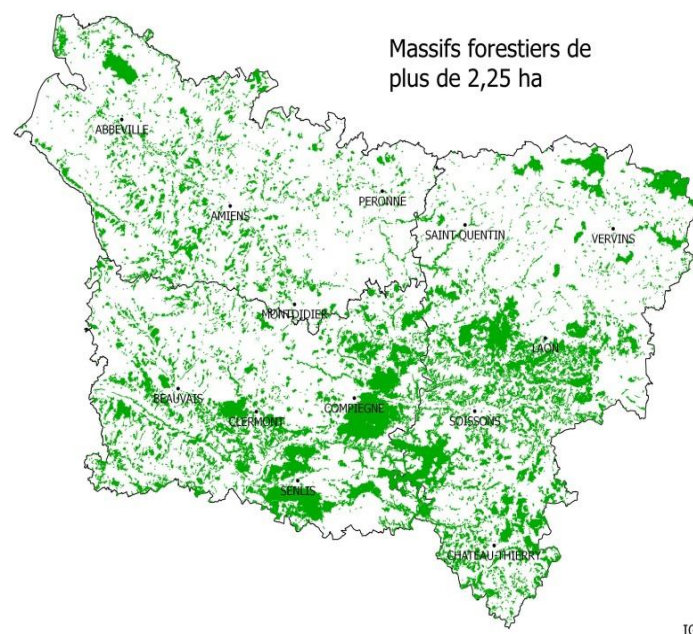 Massifs forestiers de
plus de 2,25 ha
ABBEVILLE
AMIENS
PERONNE
SAINT-QUENTIN
VERVINS
MONTDIDIER
LAON
BEAUVAIS
CLERMONT
COMPIEGNE
SOISSONS
SENLIS
CHATEAU-THIERRY